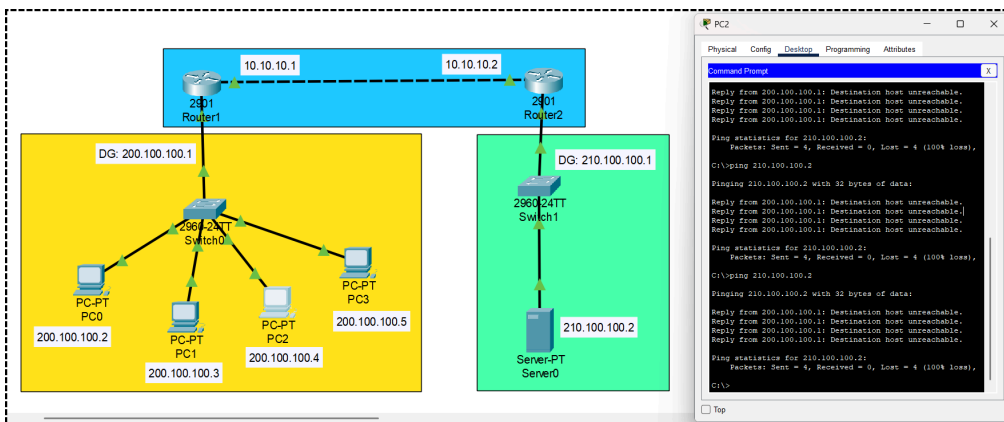 10.10.10.1
10.10.10.2
2901
Router1
2901
Router2
DG: 200.100.100.1
DG: 210.100.100.1
2960-24TT
Switch0
2960-24TT
Switch1
PC-PT
PC0
200.100.100.2
PC-PT
PC1
200.100.100.3
PC-PT
PC2
200.100.100.4
PC-PT
PC3
200.100.100.5
210.100.100.2
Server-PT
Server0
PC2
Physical Config Desktop Programming Attributes
Command Prompt
X
Reply from 200.100.100.1: Destination host unreachable.
Reply from 200.100.100.1: Destination host unreachable.
Reply from 200.100.100.1: Destination host unreachable.
Reply from 200.100.100.1: Destination host unreachable.
Ping statistics for 210.100.100.2:
Packets: Sent = 4, Received = 0, Lost = 4 (100% loss),
C:\>ping 210.100.100.2
Pinging 210.100.100.2 with 32 bytes of data:
Reply from 200.100.100.1: Destination host unreachable.
Reply from 200.100.100.1: Destination host unreachable.
Reply from 200.100.100.1: Destination host unreachable.
Reply from 200.100.100.1: Destination host unreachable.
Ping statistics for 210.100.100.2:
Packets: Sent = 4, Received = 0, Lost = 4 (100% loss),
C:\>ping 210.100.100.2
Pinging 210.100.100.2 with 32 bytes of data:
Reply from 200.100.100.1: Destination host unreachable.
Reply from 200.100.100.1: Destination host unreachable.
Reply from 200.100.100.1: Destination host unreachable.
Reply from 200.100.100.1: Destination host unreachable.
Ping statistics for 210.100.100.2:
Packets: Sent = 4, Received = 0, Lost = 4 (100% loss),
C:\>
Top